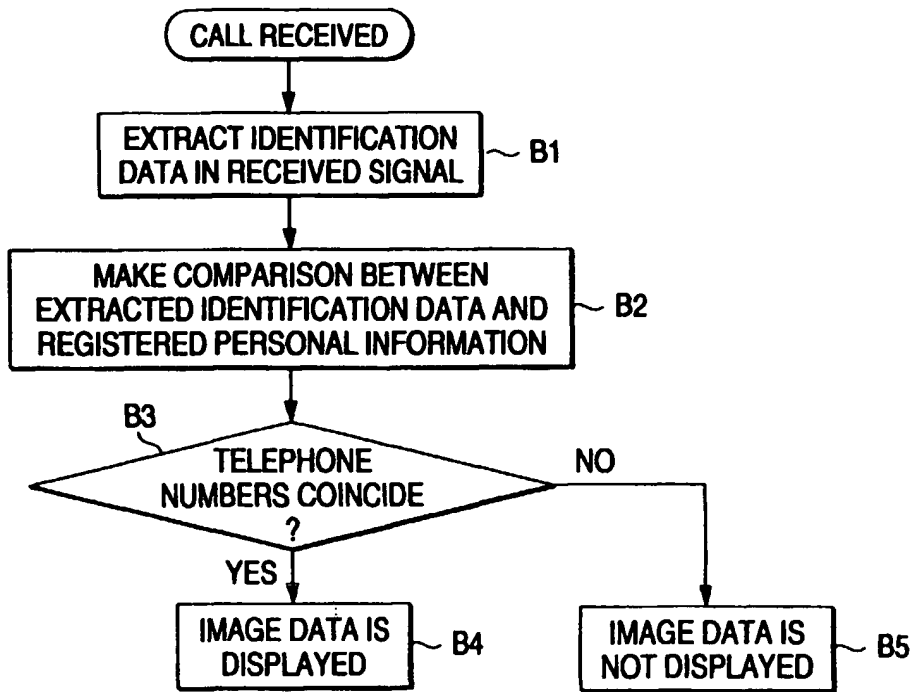 CALL RECEIVED
EXTRACT IDENTIFICATION
DATA IN RECEIVED SIGNAL
B1
MAKE COMPARISON BETWEEN
EXTRACTED IDENTIFICATION DATA AND
REGISTERED PERSONAL INFORMATION
B2
B3
TELEPHONE
NUMBERS COINCIDE
?
NO
YES
IMAGE DATA IS
DISPLAYED
B4
IMAGE DATA IS
NOT DISPLAYED
B5